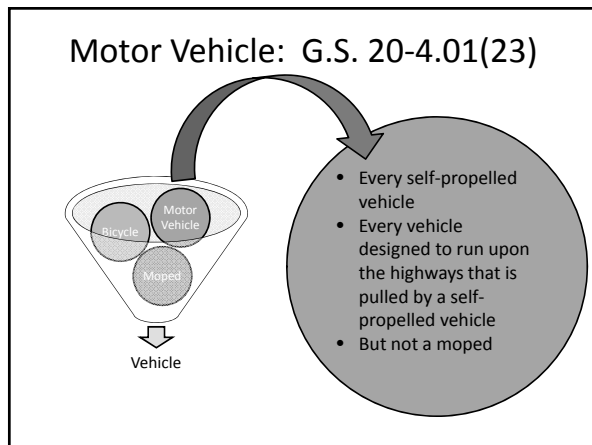 Motor Vehicle: G.S. 20-4.01(23)
Motor
Vehicle
Bicycle
Moped
Vehicle
• Every self-propelled
vehicle
• Every vehicle
designed to run upon
the highways that is
pulled by a self-
propelled vehicle
• But not a moped